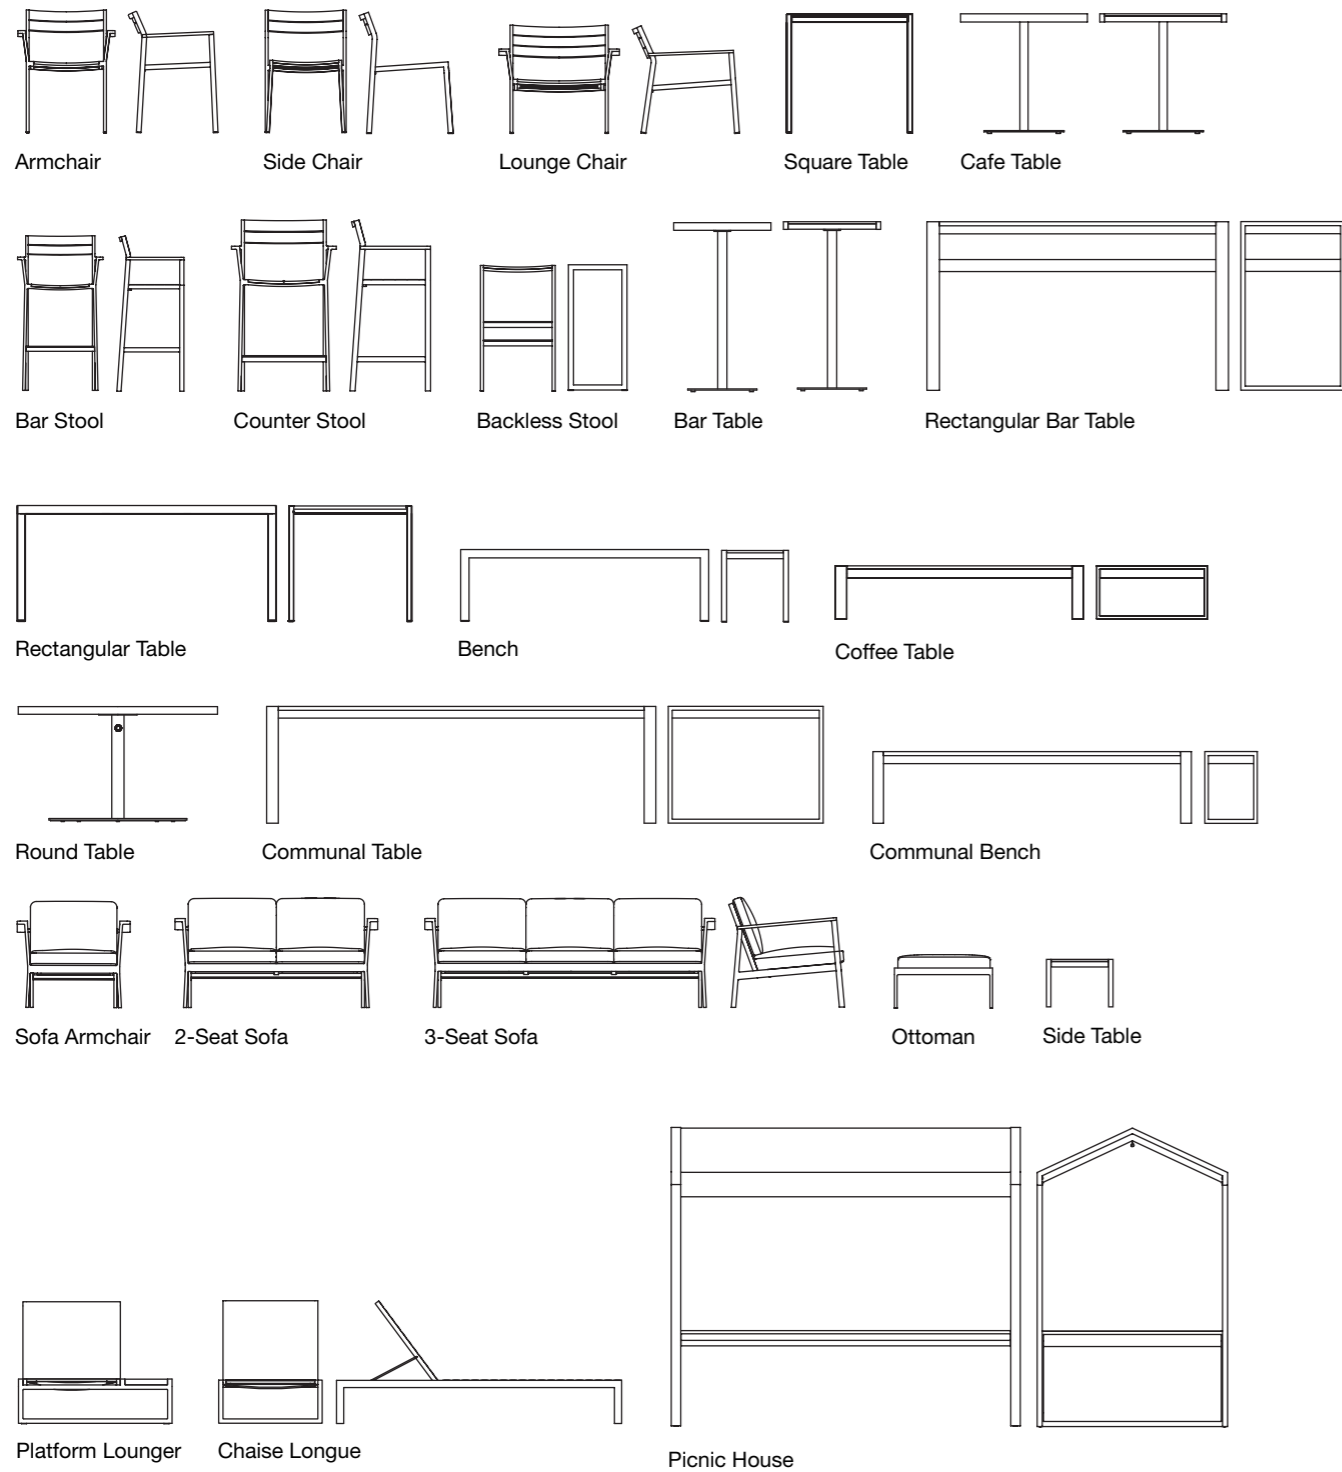 Armchair
Side Chair
Lounge Chair
Square Table
Cafe Table
Bar Stool
Counter Stool
Backless Stool
Bar Table
Rectangular Bar Table
Rectangular Table
Bench
Coffee Table
Round Table
Communal Table
Communal Bench
Sofa Armchair
2-Seat Sofa
3-Seat Sofa
Ottoman
Side Table
Platform Lounger
Chaise Longue
Picnic House